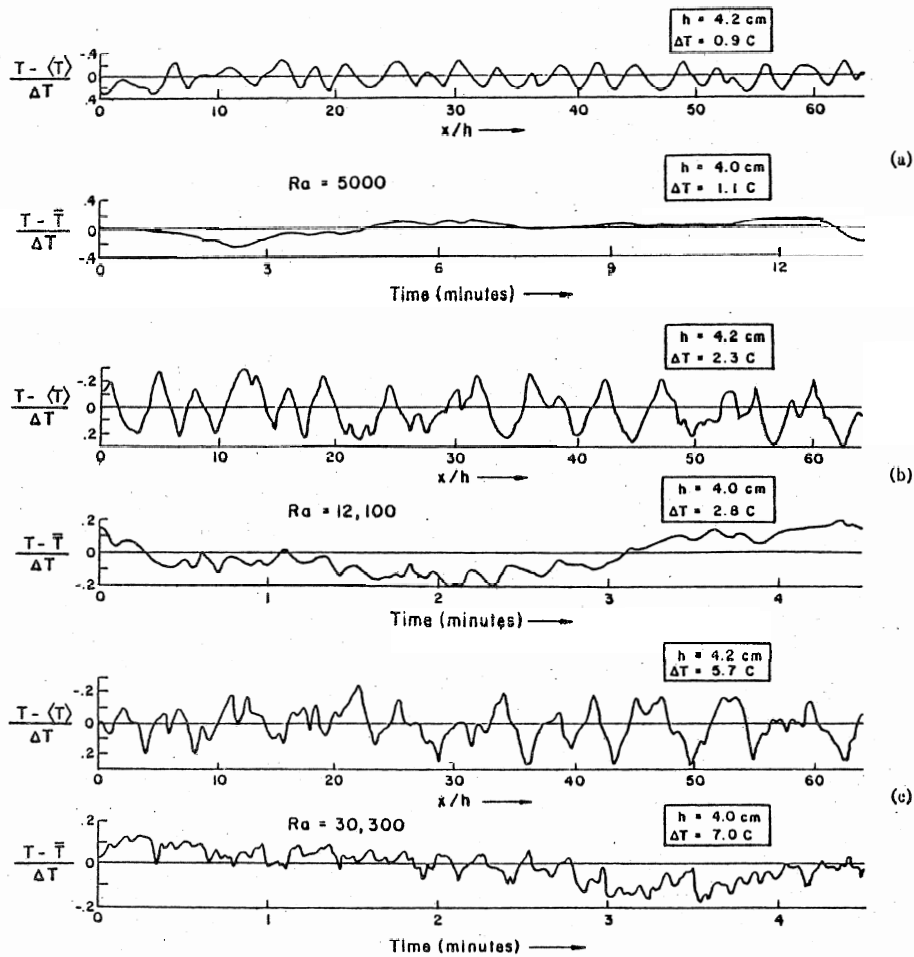 h = 4.2 cm
ΔT = 0.9 C
T - ⟨T⟩
ΔT
-.4
0
.4
0 10 20 30 40 50 60
x/h
(a)
Ra = 5000
h = 4.0 cm
ΔT = 1.1 C
T - T̿
ΔT
.4
0
-.4
0 3 6 9 12
Time (minutes)
h = 4.2 cm
ΔT = 2.3 C
T - ⟨T⟩
ΔT
-.2
0
.2
0 10 20 30 40 50 60
x/h
(b)
Ra = 12,100
h = 4.0 cm
ΔT = 2.8 C
T - T̿
ΔT
0.2
0
-0.2
0 1 2 3 4
Time (minutes)
h = 4.2 cm
ΔT = 5.7 C
T - ⟨T⟩
ΔT
-.2
0
.2
0 10 20 30 40 50 60
x/h
(c)
Ra = 30,300
h = 4.0 cm
ΔT = 7.0 C
T - T̿
ΔT
.2
0
-.2
0 1 2 3 4
Time (minutes)